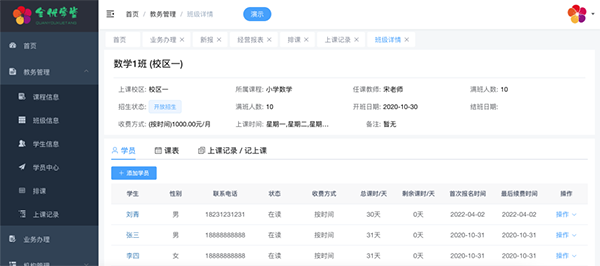 首页 / 教务管理 / 班级详情
演示
首页
业务办理 ×
新报 ×
经营报表 ×
排课 ×
上课记录 ×
班级详情 ×
首页
教务管理
课程信息
班级信息
学生信息
学员中心
排课
上课记录
业务办理
数学1班 (校区一)
上课校区: 校区一 所属课程: 小学数学 任课教师: 宋老师 满班人数: 10
招生状态: 开放招生 满班人数: 10 开班日期: 2020-10-30 结班日期:
收费方式: (按时间)1000.00元/月 上课时间: 星期一,星期二,星期... 备注: 暂无
学员 课表 上课记录 / 记上课
+ 添加学员
学生 性别 联系电话 状态 收费方式 总课时/天 剩余课时/天 首次报名时间 最后续费时间 操作
刘青 男 18231231231 在读 按时间 30天 0天 2022-04-02 2022-04-02 操作
张三 男 18888888888 在读 按时间 31天 0天 2020-10-31 2020-10-31 操作
李四 女 18888888888 在读 按时间 31天 0天 2020-10-31 2020-10-31 操作